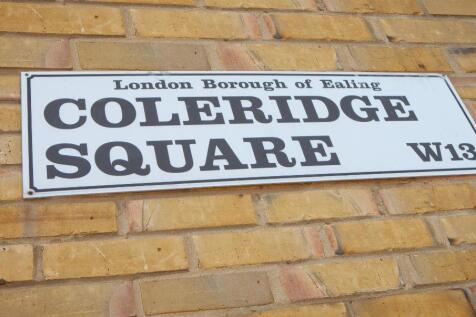 London Borough of Ealing
COLERIDGE
SQUARE W13